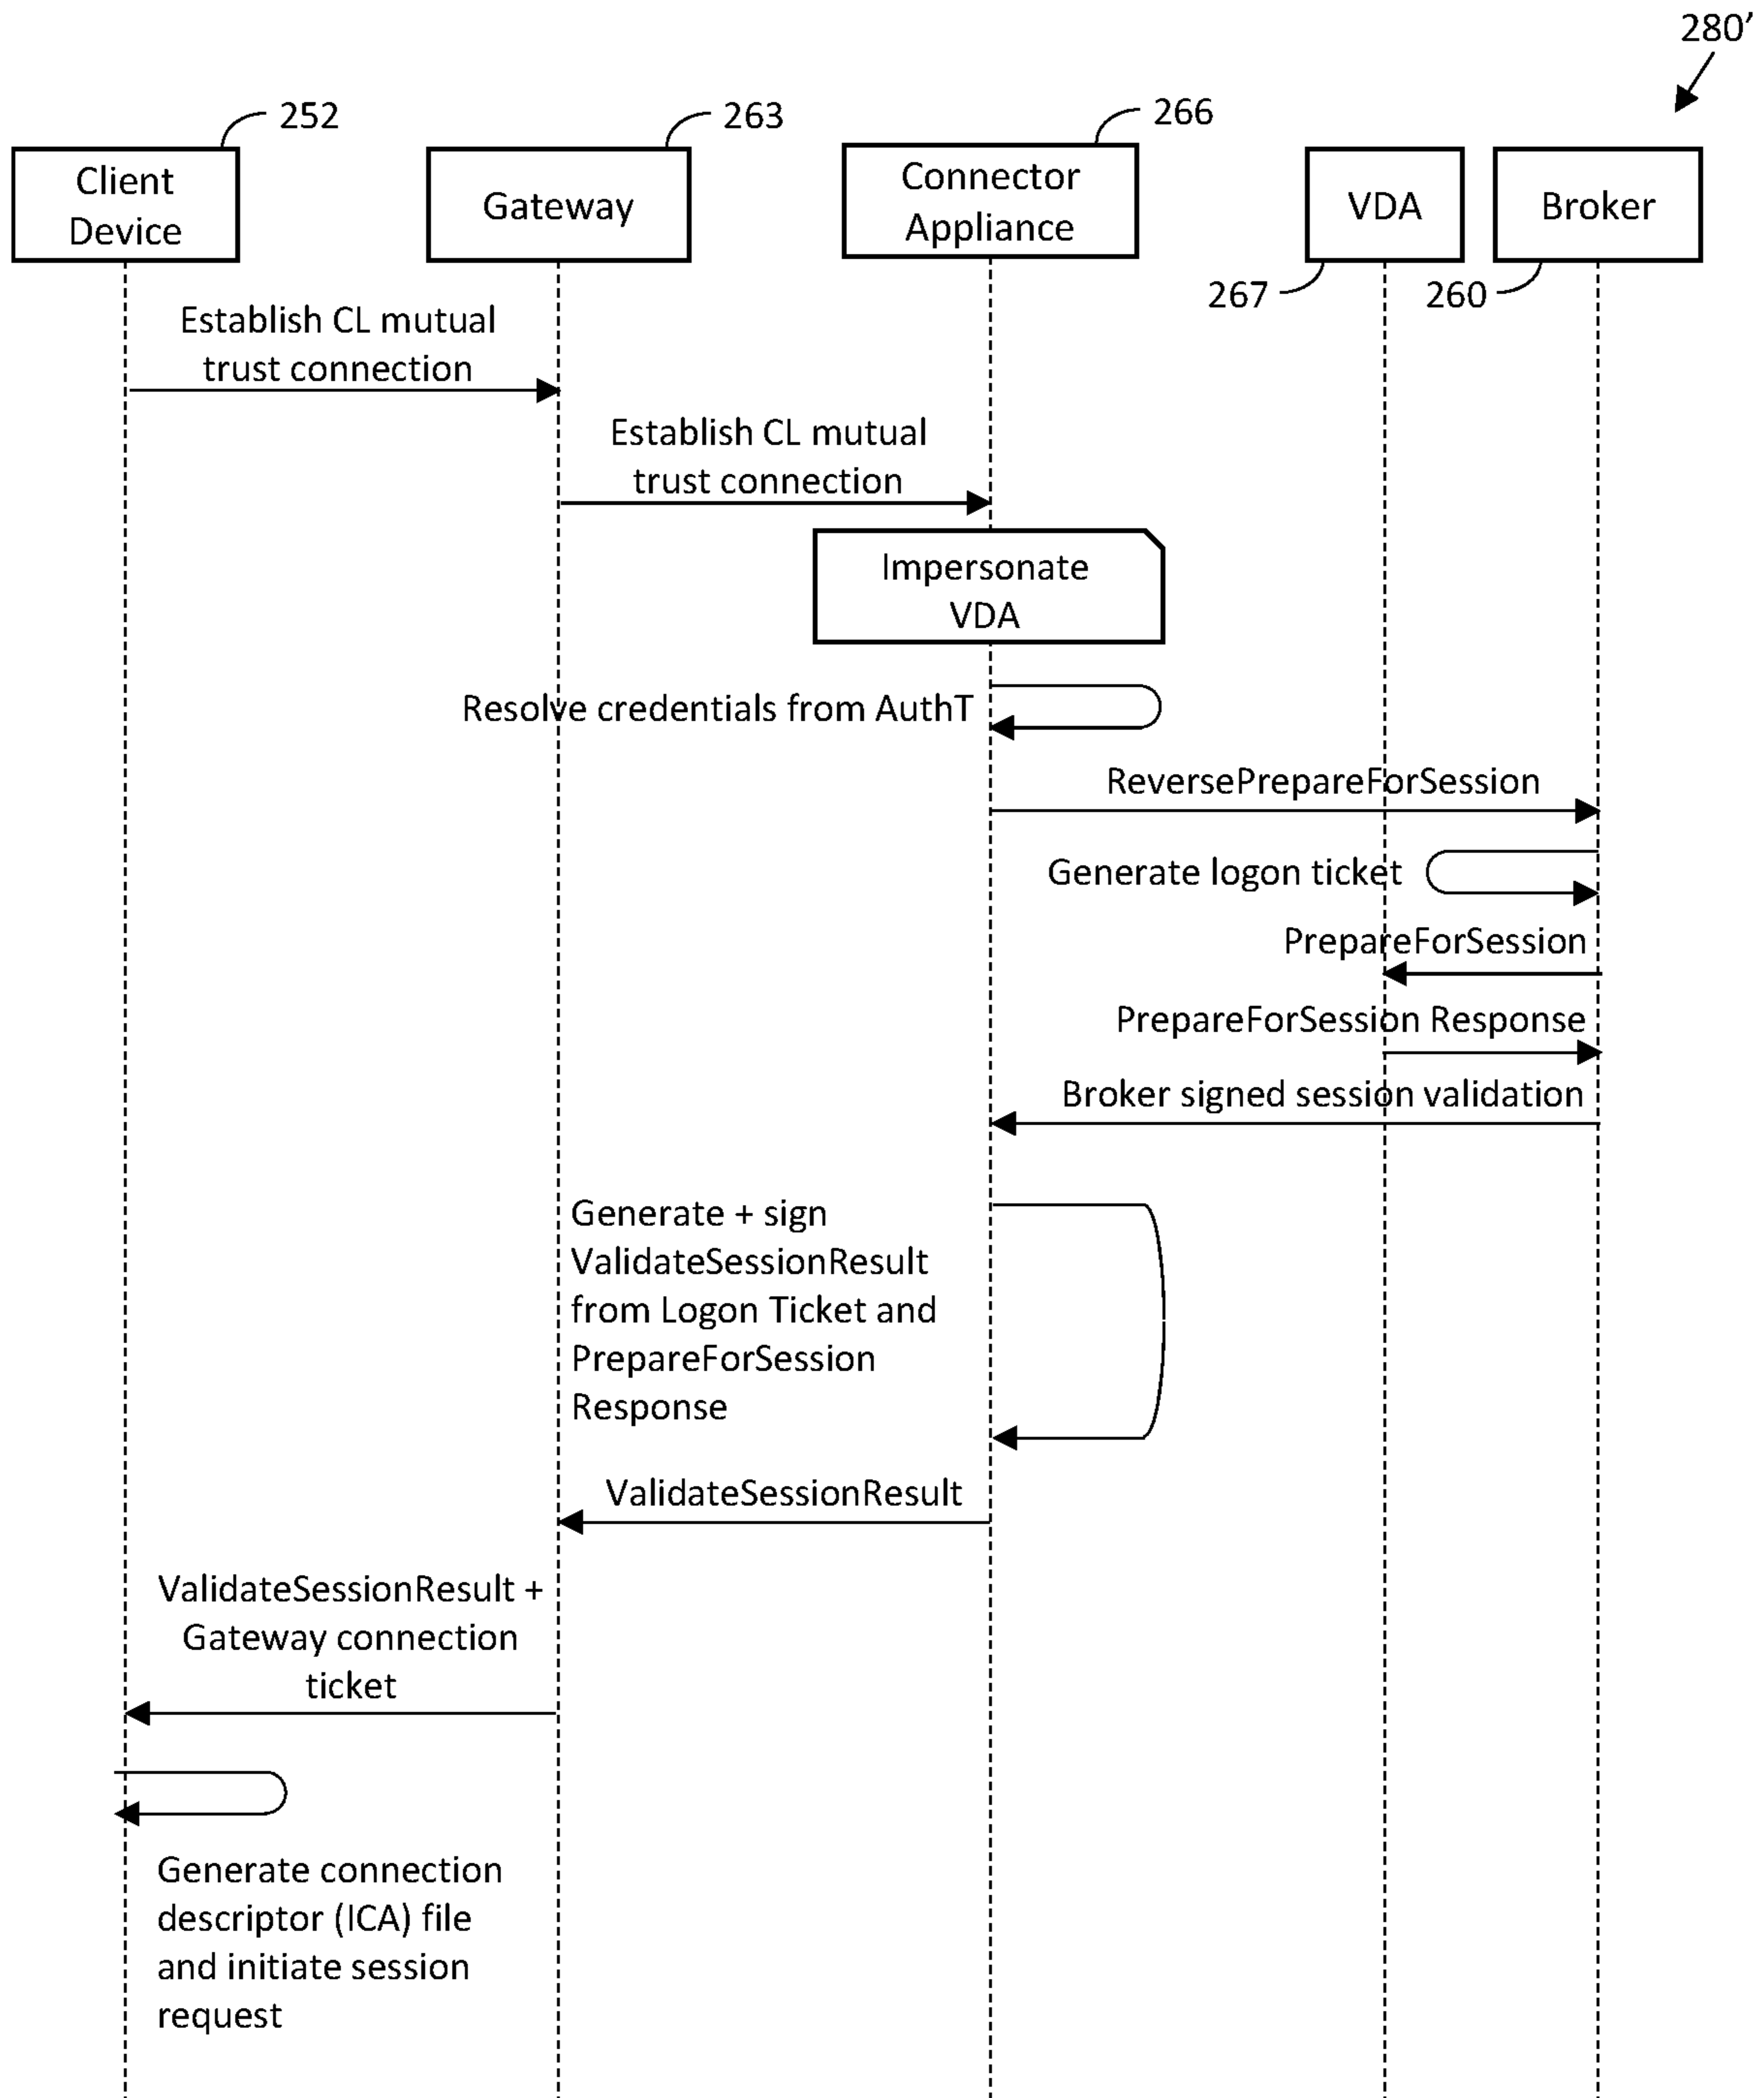 280’
252
263
266
Client
Device
Gateway
Connector
Appliance
VDA
Broker
267
260
Establish CL mutual
trust connection
Establish CL mutual
trust connection
Impersonate
VDA
Resolve credentials from AuthT
ReversePrepareForSession
Generate logon ticket
PrepareForSession
PrepareForSession Response
Broker signed session validation
Generate + sign
ValidateSessionResult
from Logon Ticket and
PrepareForSession
Response
ValidateSessionResult
ValidateSessionResult +
Gateway connection
ticket
Generate connection
descriptor (ICA) file
and initiate session
request